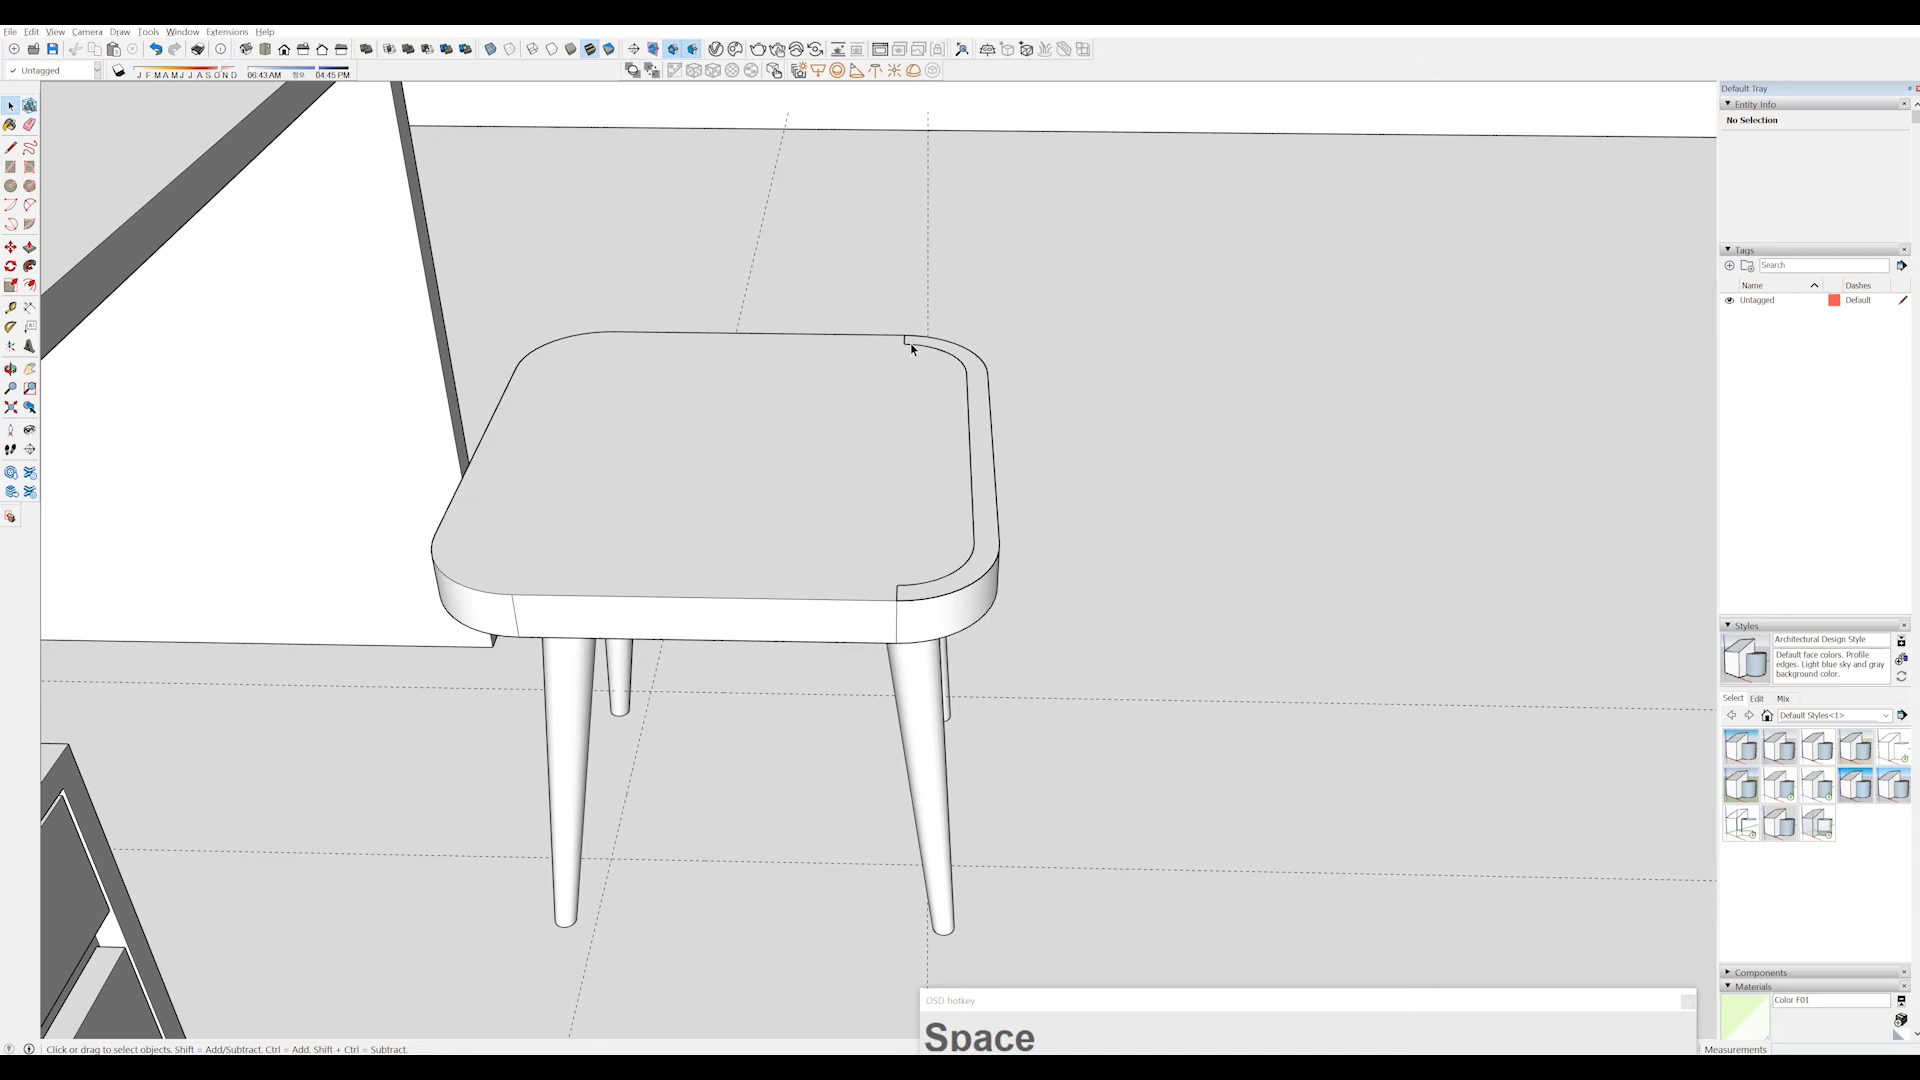 File Edit View Camera Draw Tools Window Extensions Help
Untagged
J F M A M J J A S O N D 06:43 AM 정오 04:45 PM
Default Tray
Entity Info
No Selection
Tags
Search
Name Dashes
Untagged Default
Styles
Architectural Design Style
Default face colors. Profile
edges. Light blue sky and gray
background color.
Select Edit Mix
Default Styles<1>
Components
Materials
Color F01
OSD hotkey
Space
Click or drag to select objects. Shift = Add/Subtract. Ctrl = Add. Shift + Ctrl = Subtract.
Measurements